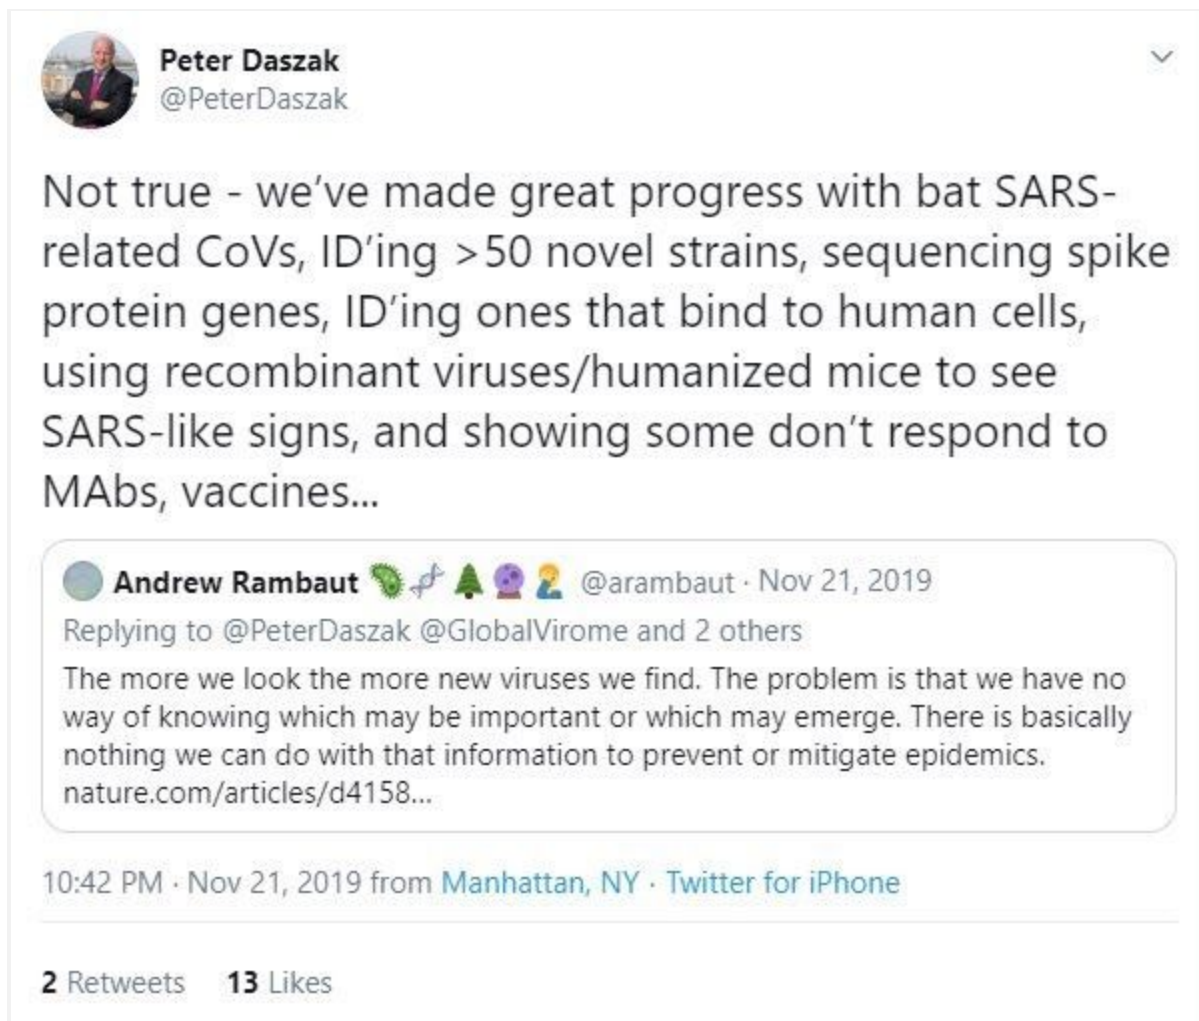 Peter Daszak
@PeterDaszak
Not true - we've made great progress with bat SARS-
related CoVs, ID'ing >50 novel strains, sequencing spike
protein genes, ID'ing ones that bind to human cells,
using recombinant viruses/humanized mice to see
SARS-like signs, and showing some don't respond to
MAbs, vaccines...
Andrew Rambaut 🦠🧬🌲🔮🤦‍♂️ @arambaut · Nov 21, 2019
Replying to @PeterDaszak @GlobalVirome and 2 others
The more we look the more new viruses we find. The problem is that we have no
way of knowing which may be important or which may emerge. There is basically
nothing we can do with that information to prevent or mitigate epidemics.
nature.com/articles/d4158...
10:42 PM · Nov 21, 2019 from Manhattan, NY · Twitter for iPhone
2 Retweets 13 Likes